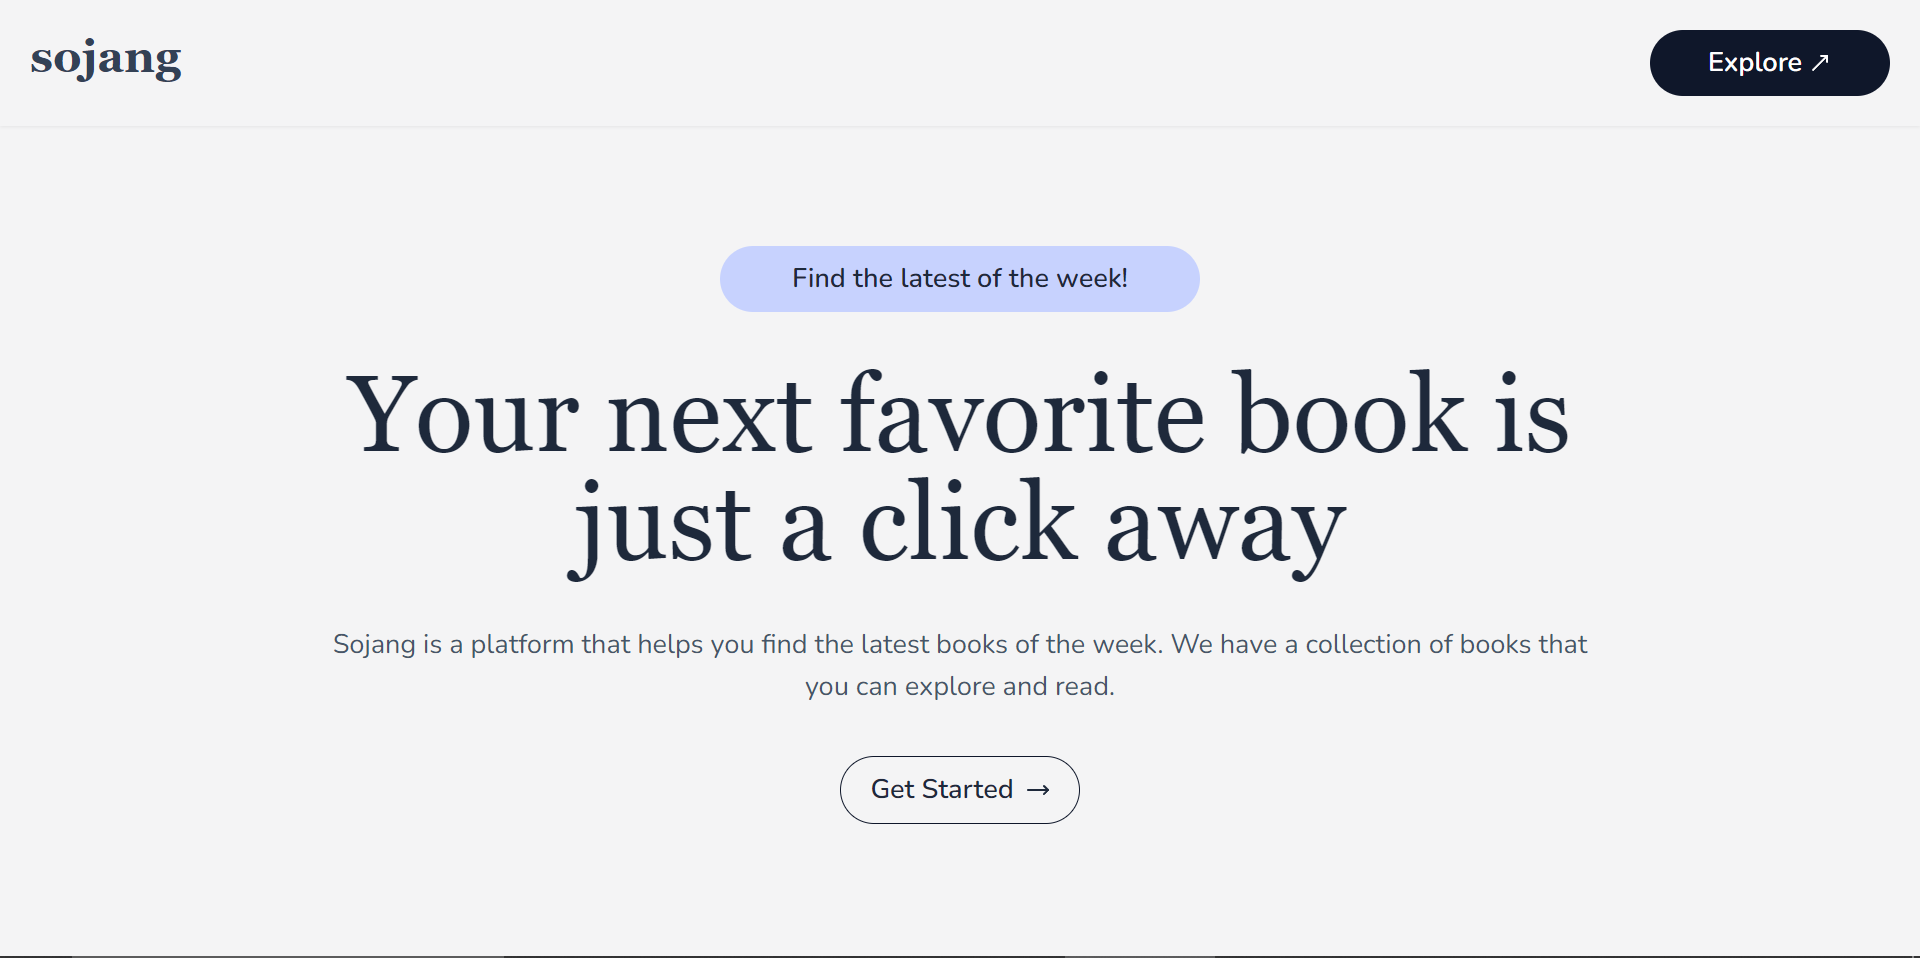 sojang
Explore ↗
Find the latest of the week!
Your next favorite book is
just a click away
Sojang is a platform that helps you find the latest books of the week. We have a collection of books that
you can explore and read.
Get Started →